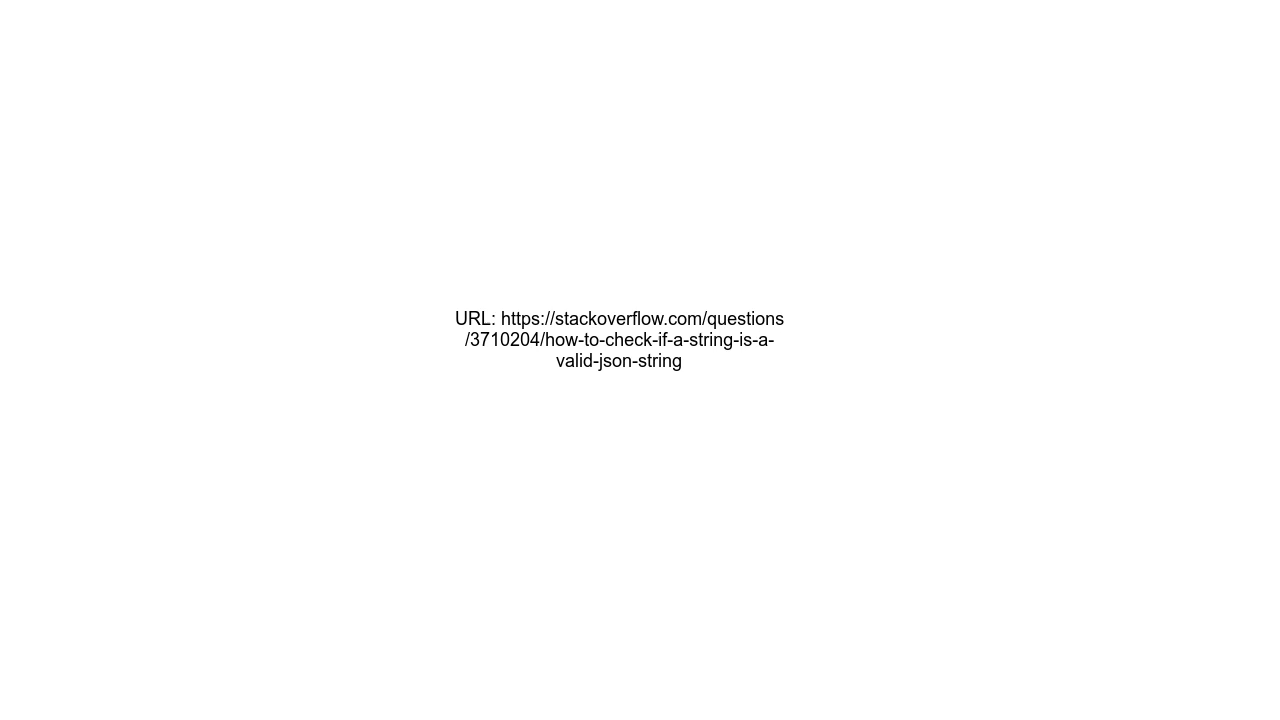 URL: https://stackoverflow.com/questions
/3710204/how-to-check-if-a-string-is-a-
valid-json-string